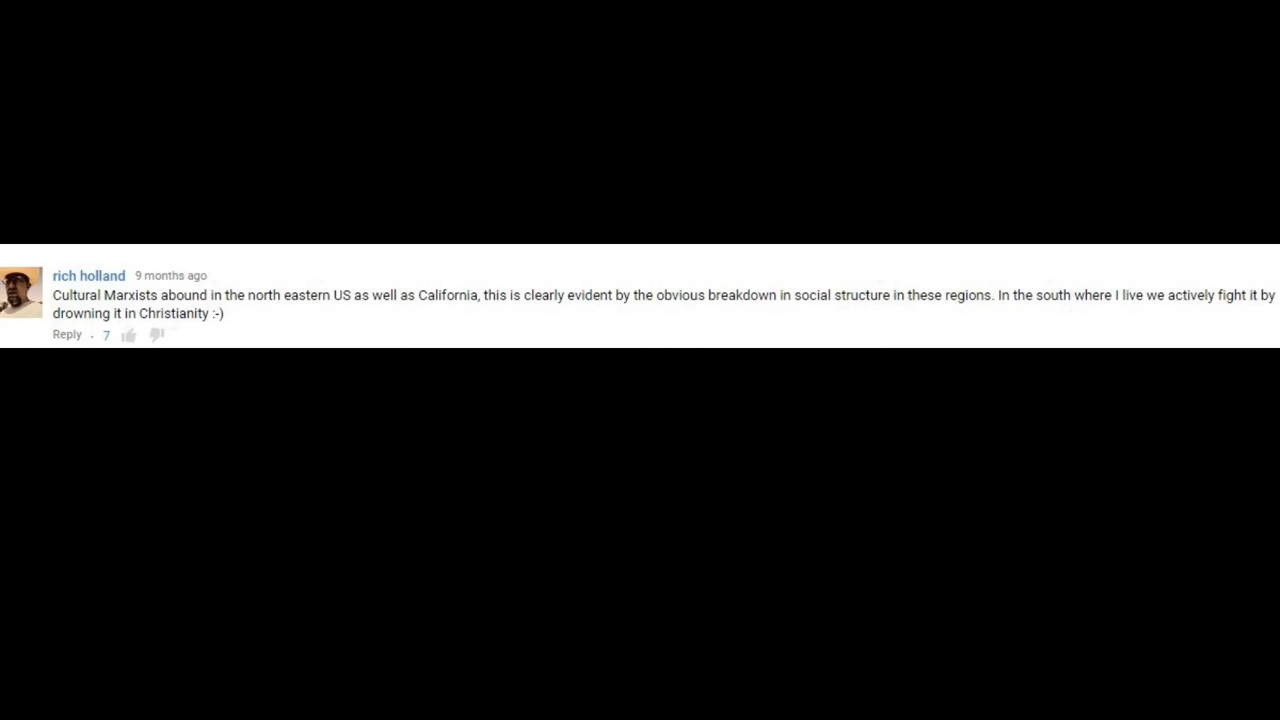 rich holland 9 months ago
Cultural Marxists abound in the north eastern US as well as California, this is clearly evident by the obvious breakdown in social structure in these regions. In the south where I live we actively fight it by
drowning it in Christianity :-)
Reply . 7